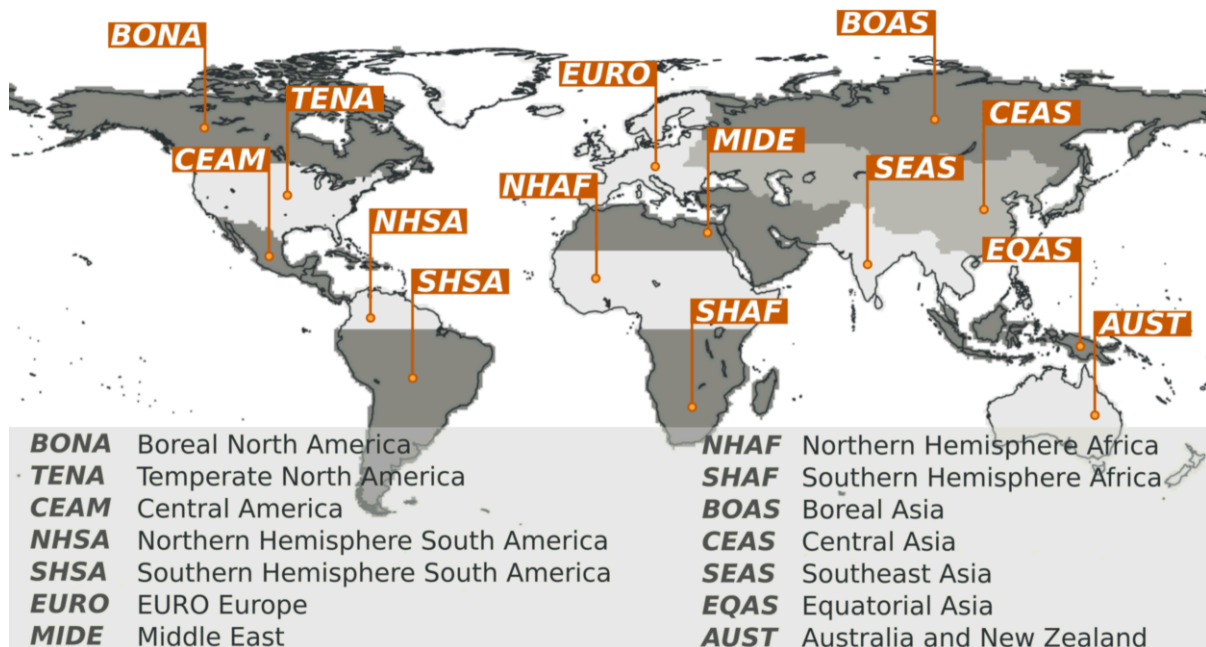 BONA
BOAS
EURO
TENA
CEAS
MIDE
CEAM
SEAS
NHAF
NHSA
EQAS
SHSA
SHAF
AUST
BONA Boreal North America
TENA Temperate North America
CEAM Central America
NHSA Northern Hemisphere South America
SHSA Southern Hemisphere South America
EURO EURO Europe
MIDE Middle East
NHAF Northern Hemisphere Africa
SHAF Southern Hemisphere Africa
BOAS Boreal Asia
CEAS Central Asia
SEAS Southeast Asia
EQAS Equatorial Asia
AUST Australia and New Zealand